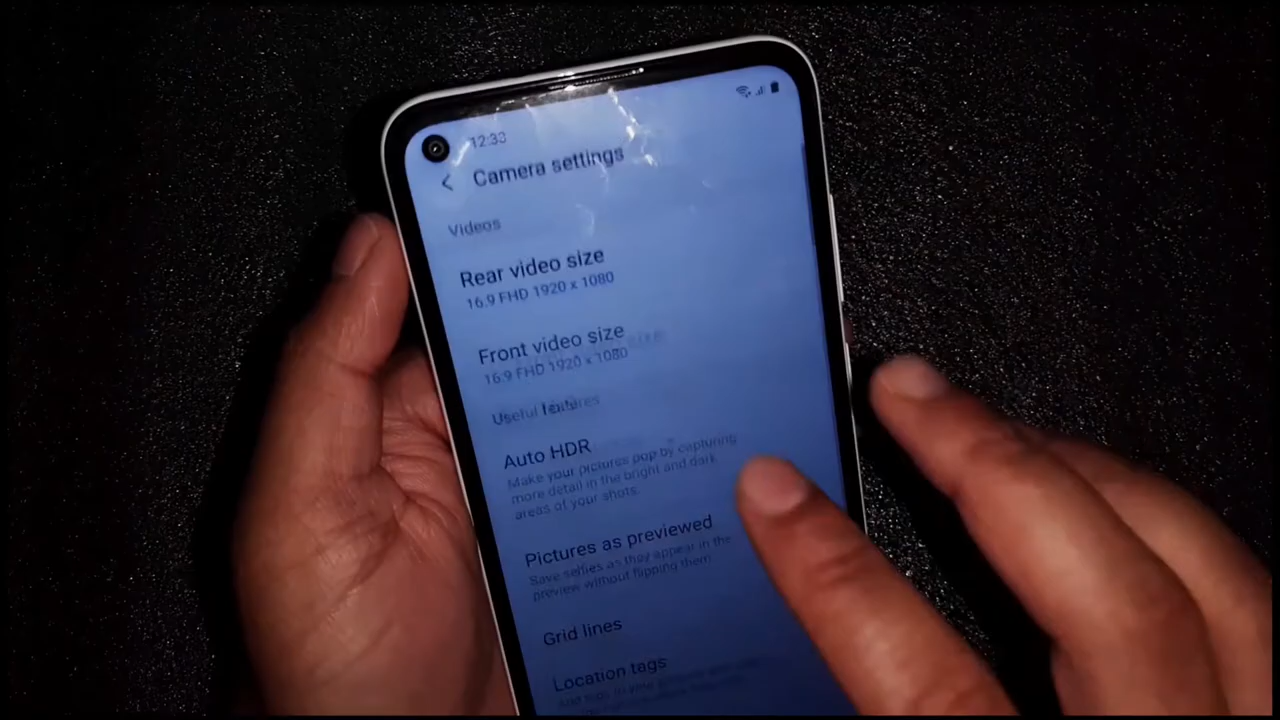 12:33
Camera settings
Videos
Rear video size
16:9 FHD 1920 x 1080
Front video size
16:9 FHD 1920 x 1080
Useful features
Auto HDR
Make your pictures pop by capturing
more detail in the bright and dark
areas of your shots.
Pictures as previewed
Save selfies as they appear in the
preview without flipping them.
Grid lines
Location tags